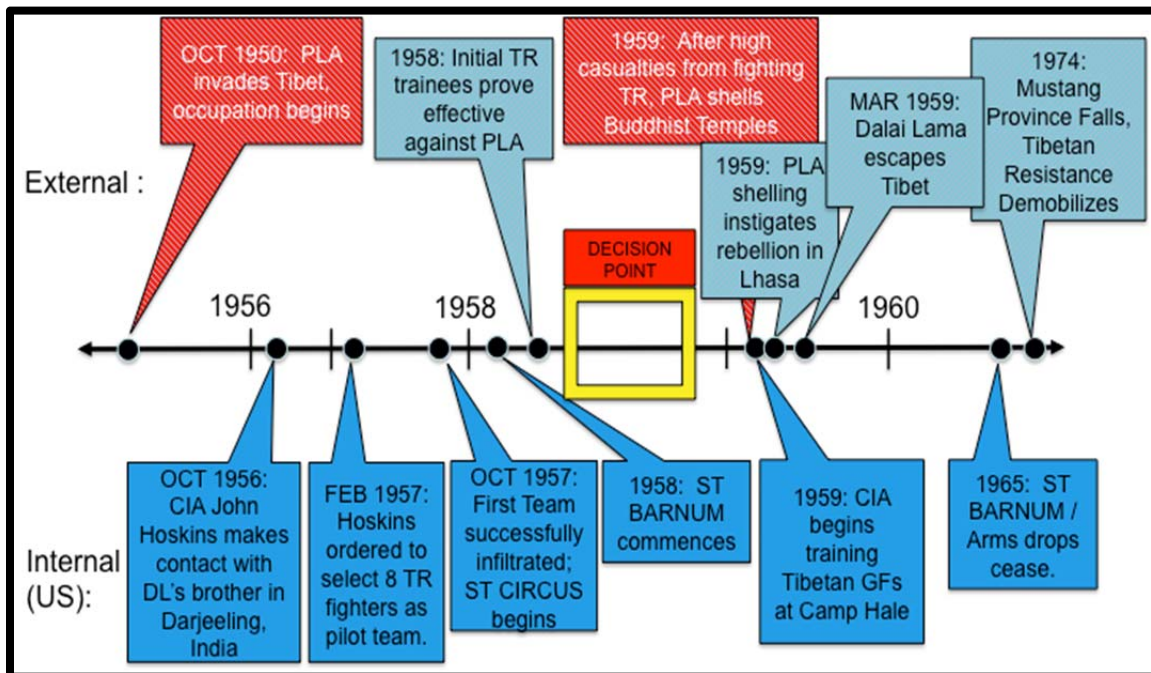 OCT 1950: PLA
invades Tibet,
occupation begins
1958: Initial TR
trainees prove
effective
against PLA
1959: After high
casualties from fighting
TR, PLA shells
Buddhist Temples
1959: PLA
shelling
instigates
rebellion in
Lhasa
MAR 1959:
Dalai Lama
escapes
Tibet
1974:
Mustang
Province Falls,
Tibetan
Resistance
Demobilizes
External :
DECISION
POINT
1956
1958
1960
Internal
(US):
OCT 1956:
CIA John
Hoskins makes
contact with
DL's brother in
Darjeeling,
India
FEB 1957:
Hoskins
ordered to
select 8 TR
fighters as
pilot team.
OCT 1957:
First Team
successfully
infiltrated;
ST CIRCUS
begins
1958: ST
BARNUM
commences
1959: CIA
begins
training
Tibetan GFs
at Camp Hale
1965: ST
BARNUM /
Arms drops
cease.